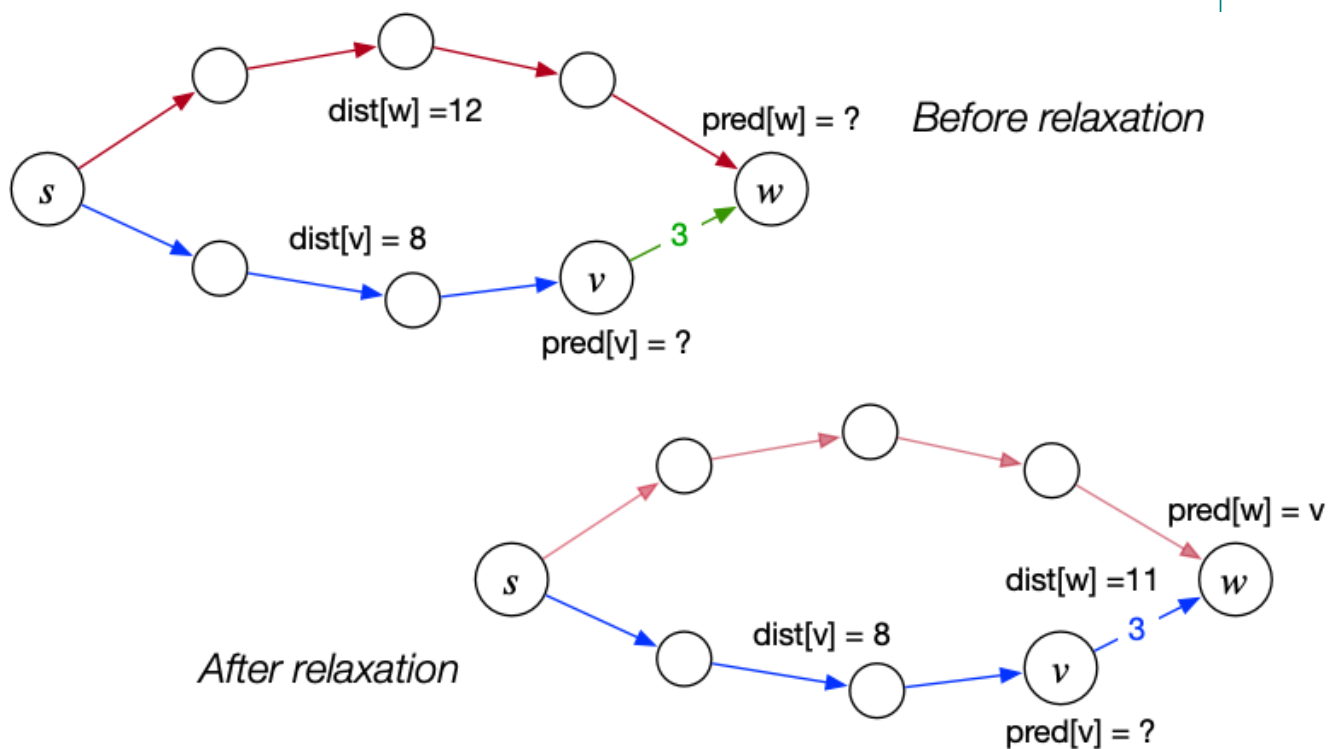 dist[w] =12
pred[w] = ?
Before relaxation
s
w
dist[v] = 8
3
v
pred[v] = ?
pred[w] = v
s
dist[w] =11
w
dist[v] = 8
3
After relaxation
v
pred[v] = ?